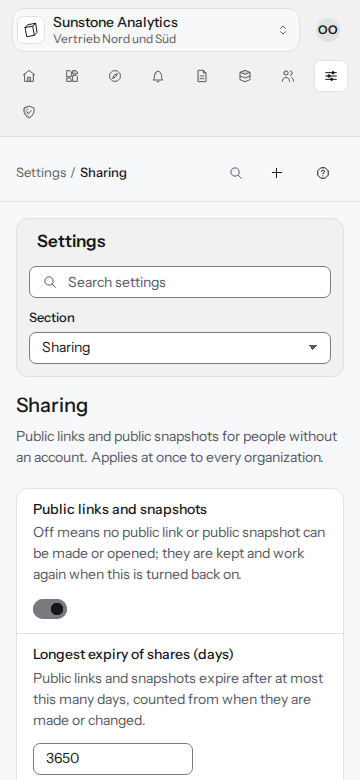 Sunstone Analytics
Vertrieb Nord und Süd
OO
Settings / Sharing
Settings
Search settings
Section
Sharing
Sharing
Public links and public snapshots for people without
an account. Applies at once to every organization.
Public links and snapshots
Off means no public link or public snapshot can
be made or opened; they are kept and work
again when this is turned back on.
Longest expiry of shares (days)
Public links and snapshots expire after at most
this many days, counted from when they are
made or changed.
3650